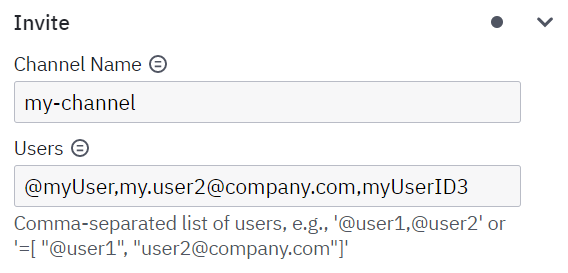 Invite
Channel Name
my-channel
Users
@myUser,my.user2@company.com,myUserID3
Comma-separated list of users, e.g., '@user1,@user2' or
'=[ "@user1", "user2@company.com"]'